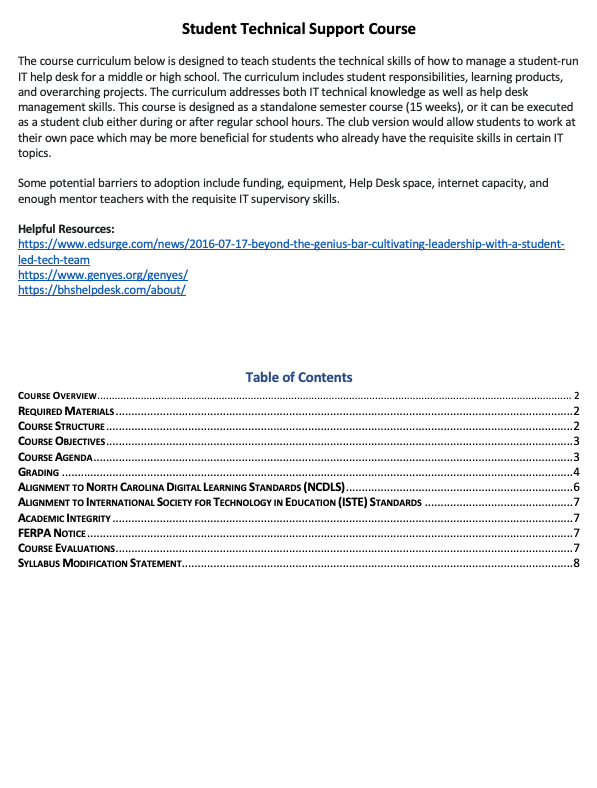 Student Technical Support Course
The course curriculum below is designed to teach students the technical skills of how to manage a student-run
IT help desk for a middle or high school. The curriculum includes student responsibilities, learning products,
and overarching projects. The curriculum addresses both IT technical knowledge as well as help desk
management skills. This course is designed as a standalone semester course (15 weeks), or it can be executed
as a student club either during or after regular school hours. The club version would allow students to work at
their own pace which may be more beneficial for students who already have the requisite skills in certain IT
topics.
Some potential barriers to adoption include funding, equipment, Help Desk space, internet capacity, and
enough mentor teachers with the requisite IT supervisory skills.
Helpful Resources:
https://www.edsurge.com/news/2016-07-17-beyond-the-genius-bar-cultivating-leadership-with-a-student-
led-tech-team
https://www.genyes.org/genyes/
https://bhshelpdesk.com/about/
Table of Contents
Course Overview 2
Required Materials 2
Course Structure 2
Course Objectives 3
Course Agenda 3
Grading 4
Alignment to North Carolina Digital Learning Standards (NCDLS) 6
Alignment to International Society for Technology in Education (ISTE) Standards 7
Academic Integrity 7
FERPA Notice 7
Course Evaluations 7
Syllabus Modification Statement 8